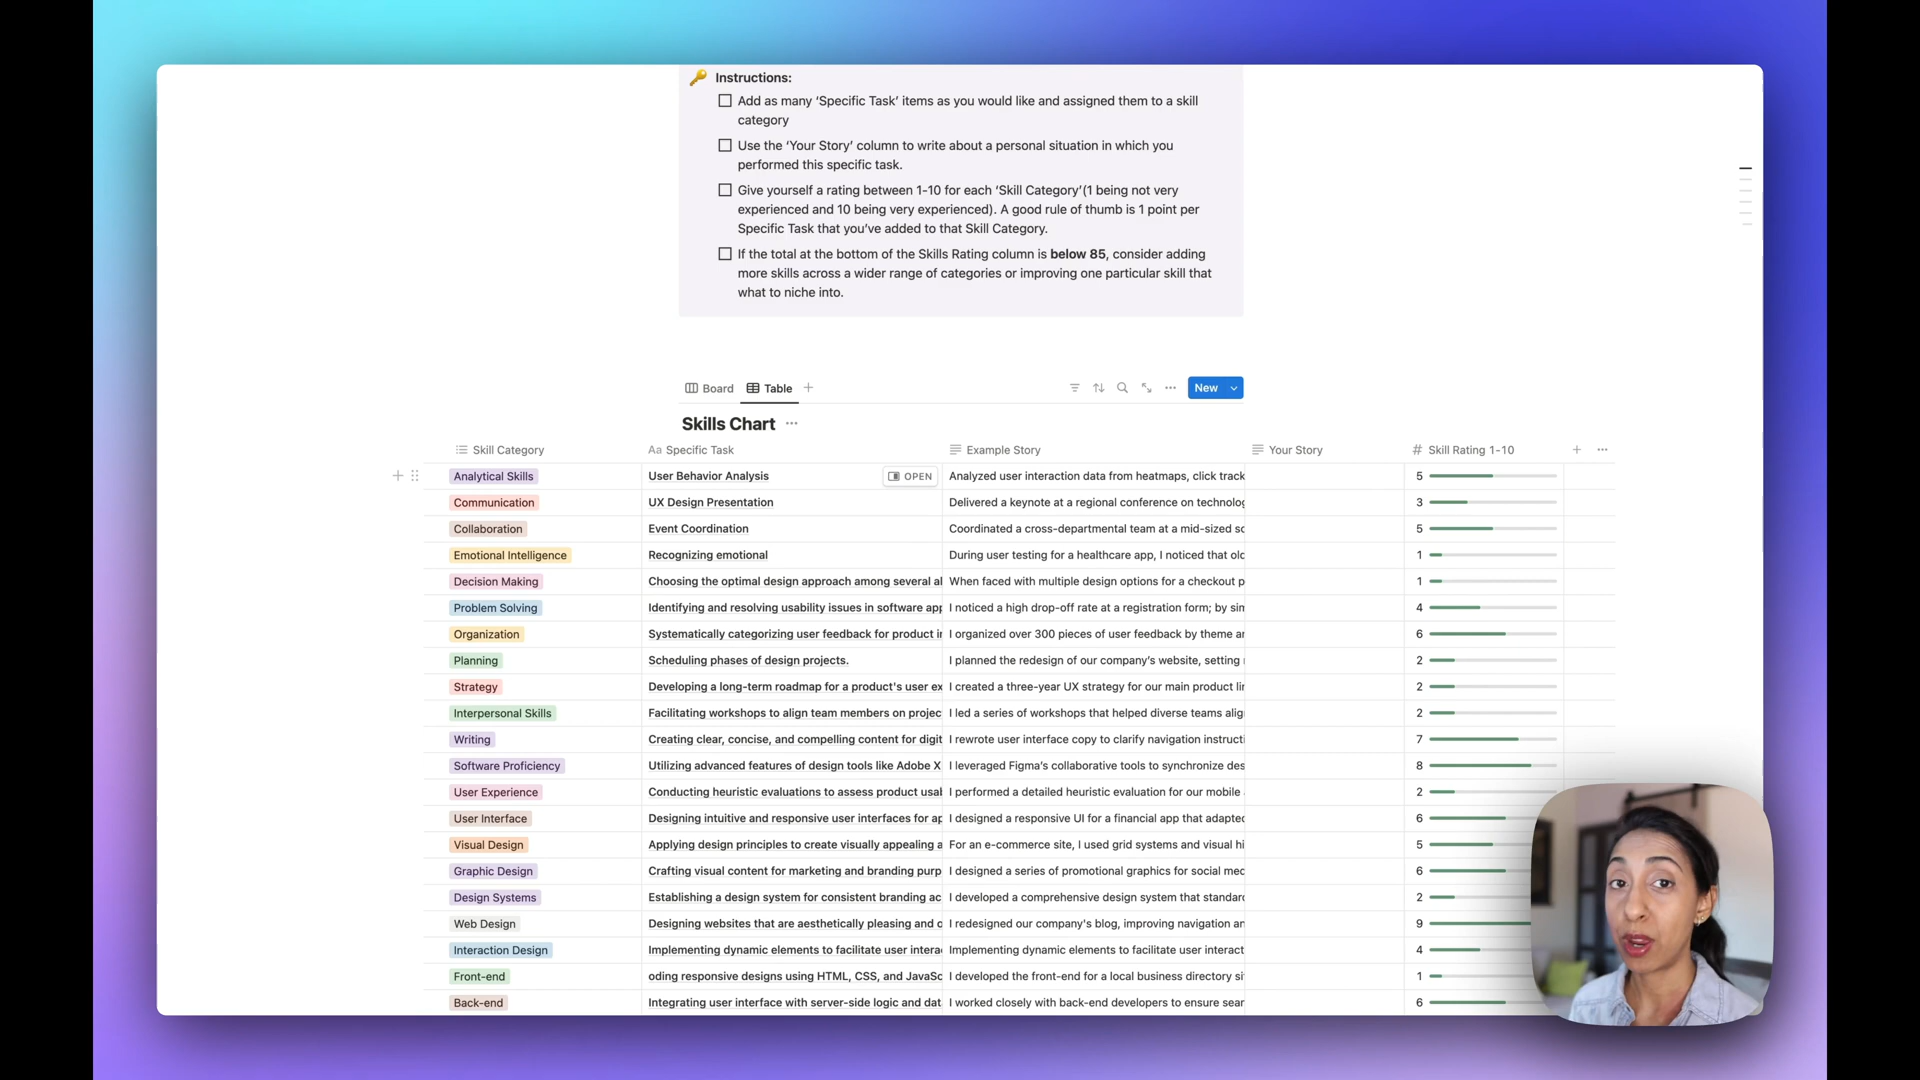 Instructions:
Add as many ‘Specific Task’ items as you would like and assigned them to a skill
category
Use the ‘Your Story’ column to write about a personal situation in which you
performed this specific task.
Give yourself a rating between 1-10 for each ‘Skill Category’(1 being not very
experienced and 10 being very experienced). A good rule of thumb is 1 point per
Specific Task that you’ve added to that Skill Category.
If the total at the bottom of the Skills Rating column is below 85, consider adding
more skills across a wider range of categories or improving one particular skill that
what to niche into.
Board Table New
Skills Chart
Skill Category Aa Specific Task Example Story Your Story # Skill Rating 1-10
Analytical Skills User Behavior Analysis OPEN Analyzed user interaction data from heatmaps, click track 5
Communication UX Design Presentation Delivered a keynote at a regional conference on technolog 3
Collaboration Event Coordination Coordinated a cross-departmental team at a mid-sized so 5
Emotional Intelligence Recognizing emotional During user testing for a healthcare app, I noticed that old 1
Decision Making Choosing the optimal design approach among several al When faced with multiple design options for a checkout p 1
Problem Solving Identifying and resolving usability issues in software app I noticed a high drop-off rate at a registration form; by sim 4
Organization Systematically categorizing user feedback for product in I organized over 300 pieces of user feedback by theme an 6
Planning Scheduling phases of design projects. I planned the redesign of our company’s website, setting 2
Strategy Developing a long-term roadmap for a product's user ex I created a three-year UX strategy for our main product lin 2
Interpersonal Skills Facilitating workshops to align team members on projec I led a series of workshops that helped diverse teams alig 2
Writing Creating clear, concise, and compelling content for digit I rewrote user interface copy to clarify navigation instructi 7
Software Proficiency Utilizing advanced features of design tools like Adobe X I leveraged Figma’s collaborative tools to synchronize des 8
User Experience Conducting heuristic evaluations to assess product usab I performed a detailed heuristic evaluation for our mobile 2
User Interface Designing intuitive and responsive user interfaces for ap I designed a responsive UI for a financial app that adapted 6
Visual Design Applying design principles to create visually appealing a For an e-commerce site, I used grid systems and visual hi 5
Graphic Design Crafting visual content for marketing and branding purp I designed a series of promotional graphics for social med 6
Design Systems Establishing a design system for consistent branding ac I developed a comprehensive design system that standard 2
Web Design Designing websites that are aesthetically pleasing and o I redesigned our company's blog, improving navigation an 9
Interaction Design Implementing dynamic elements to facilitate user interac Implementing dynamic elements to facilitate user interact 4
Front-end oding responsive designs using HTML, CSS, and JavaSc I developed the front-end for a local business directory si 1
Back-end Integrating user interface with server-side logic and dat I worked closely with back-end developers to ensure sear 6